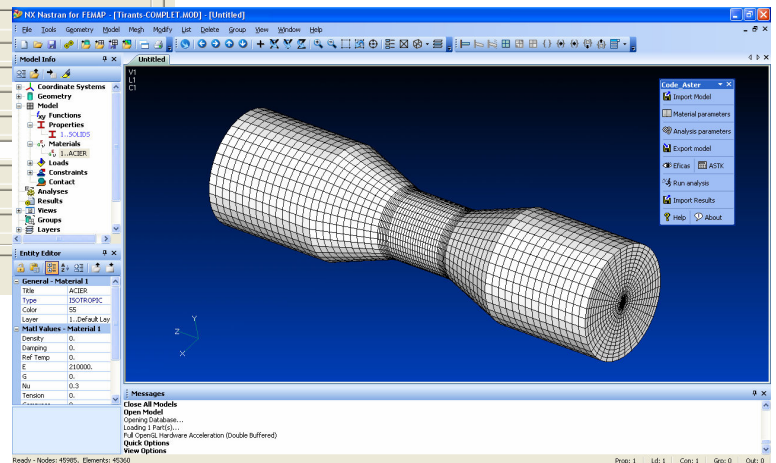 NX Nastran for FEMAP - [Tirants-COMPLET.MOD] - [Untitled]
File Tools Geometry Model Mesh Modify List Delete Group View Window Help
Model Info
Coordinate Systems
Geometry
Model
Functions
Properties
1..SOLIDS
Materials
1..ACIER
Loads
Constraints
Contact
Analyses
Results
Views
Groups
Layers
Entity Editor
General - Material 1
Title ACIER
Type ISOTROPIC
Color 55
Layer 1..Default Lay
Matl Values - Material 1
Density 0.
Damping 0.
Ref Temp 0.
E 210000.
G 0.
Nu 0.3
Tension 0.
Untitled
V1
L1
C1
Y
Z
X
Code_Aster
Import Model
Material parameters
Analysis parameters
Export model
Eficas ASTK
Run analysis
Import Results
Help About
Messages
Close All Models
Open Model
Opening Database...
Loading 1 Part(s)...
Full OpenGL Hardware Acceleration (Double Buffered)
Quick Options
View Options
Ready - Nodes: 45985, Elements: 45360
Prop: 1 Ld: 1 Con: 1 Gro: 0 Out: 0